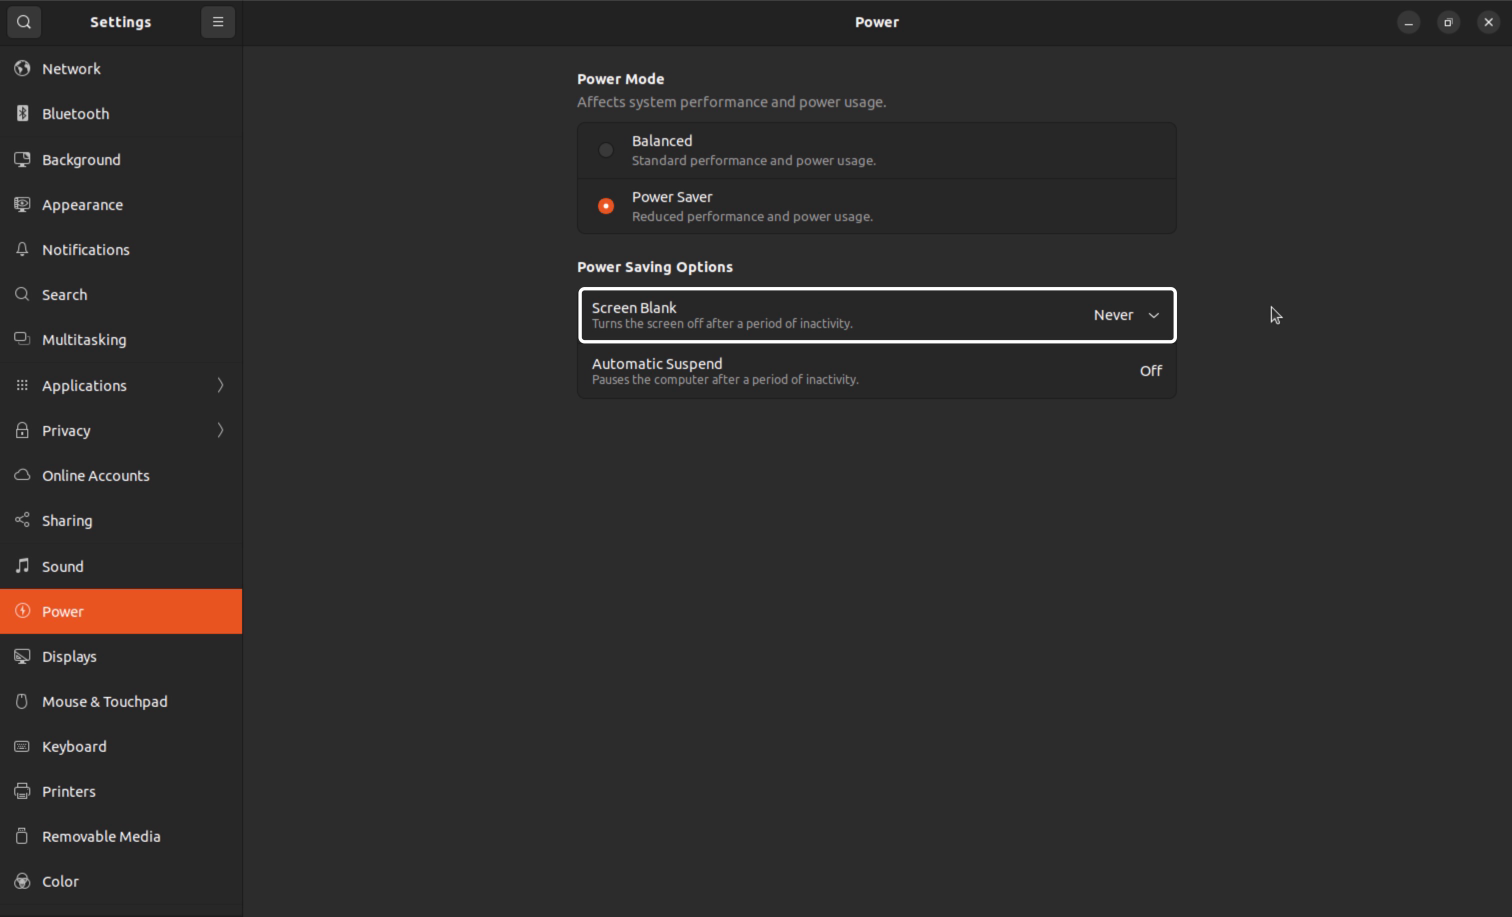 Settings
Power
Network
Bluetooth
Background
Appearance
Notifications
Search
Multitasking
Applications
Privacy
Online Accounts
Sharing
Sound
Power
Displays
Mouse & Touchpad
Keyboard
Printers
Removable Media
Color
Power Mode
Affects system performance and power usage.
Balanced
Standard performance and power usage.
Power Saver
Reduced performance and power usage.
Power Saving Options
Screen Blank
Turns the screen off after a period of inactivity.
Never
Automatic Suspend
Pauses the computer after a period of inactivity.
Off